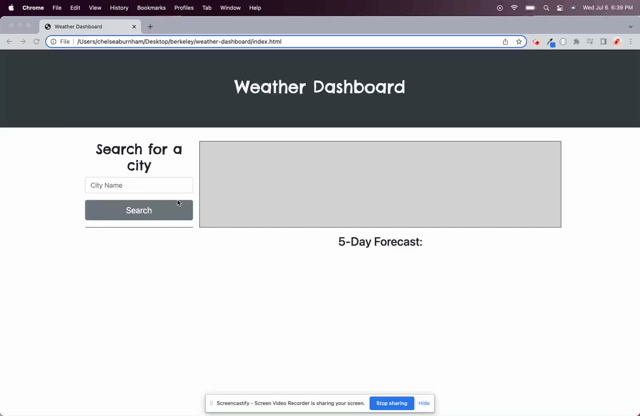 Chrome File Edit View History Bookmarks Profiles Tab Window Help Wed Jul 6 6:39 PM
Weather Dashboard
File /Users/chelseaburnham/Desktop/berkeley/weather-dashboard/index.html
Weather Dashboard
Search for a
city
City Name
Search
5-Day Forecast:
Screencastify - Screen Video Recorder is sharing your screen. Stop sharing Hide